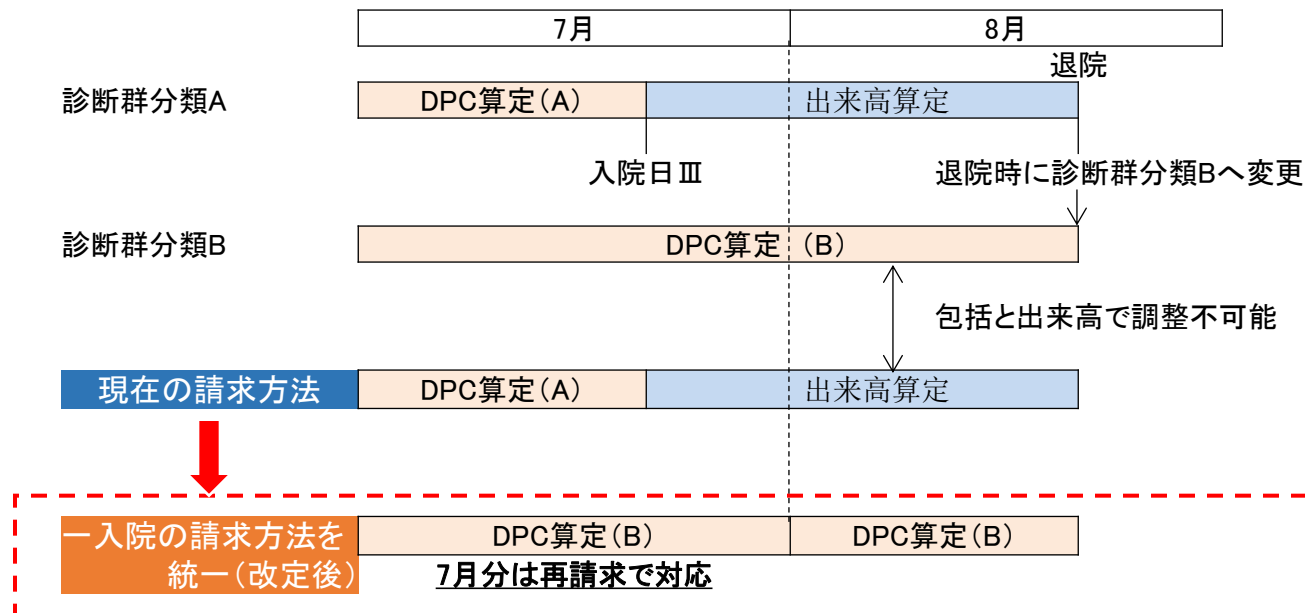 7月
8月
退院
診断群分類A
DPC算定(A)
出来高算定
入院日Ⅲ
退院時に診断群分類Bへ変更
診断群分類B
DPC算定 (B)
包括と出来高で調整不可能
現在の請求方法
DPC算定(A)
出来高算定
一入院の請求方法を
統一(改定後)
DPC算定(B)
DPC算定(B)
7月分は再請求で対応